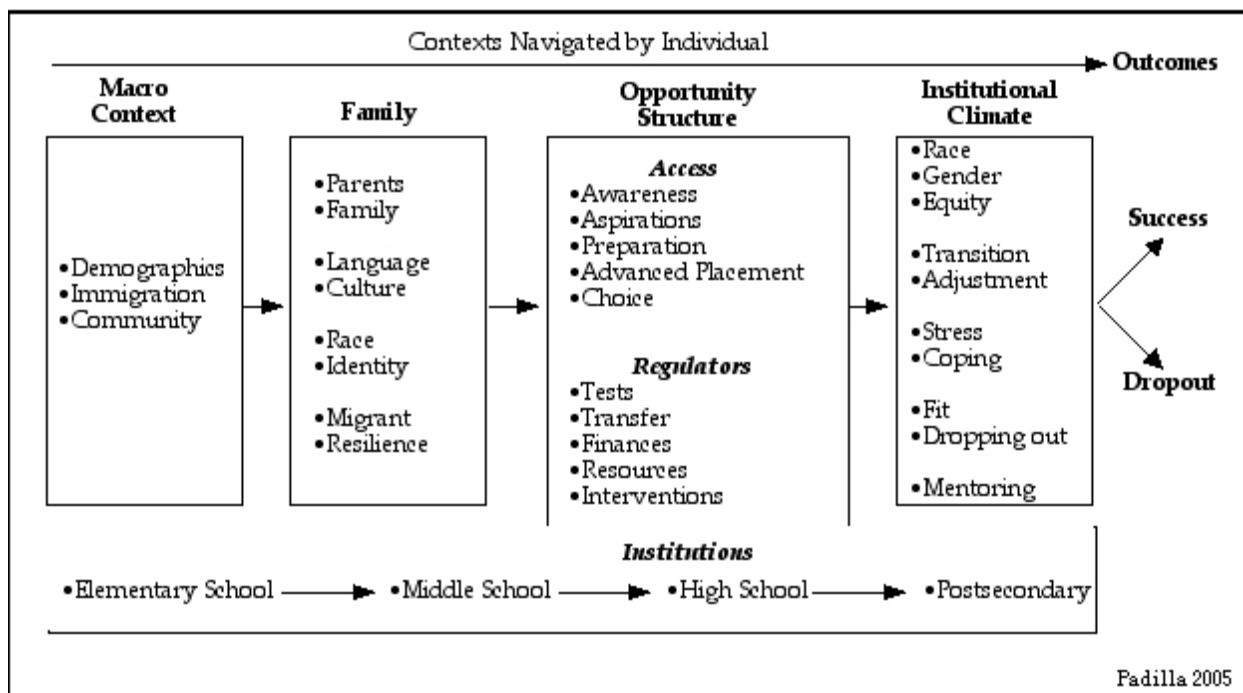 Contexts Navigated by Individual
Outcomes
Macro
Context
Family
Opportunity
Structure
Institutional
Climate
•Demographics
•Immigration
•Community
•Parents
•Family
•Language
•Culture
•Race
•Identity
•Migrant
•Resilience
Access
•Awareness
•Aspirations
•Preparation
•Advanced Placement
•Choice
Regulators
•Tests
•Transfer
•Finances
•Resources
•Interventions
•Race
•Gender
•Equity
•Transition
•Adjustment
•Stress
•Coping
•Fit
•Dropping out
•Mentoring
Success
Dropout
Institutions
•Elementary School
•Middle School
•High School
•Postsecondary
Padilla 2005